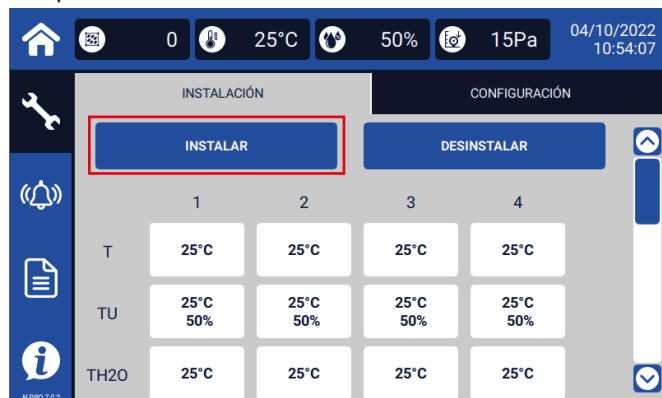 0 25°C 50% 15Pa 04/10/2022
10:54:07
INSTALACIÓN CONFIGURACIÓN
INSTALAR DESINSTALAR
1 2 3 4
T 25°C 25°C 25°C 25°C
TU 25°C 25°C 25°C 25°C
50% 50% 50% 50%
TH2O 25°C 25°C 25°C 25°C